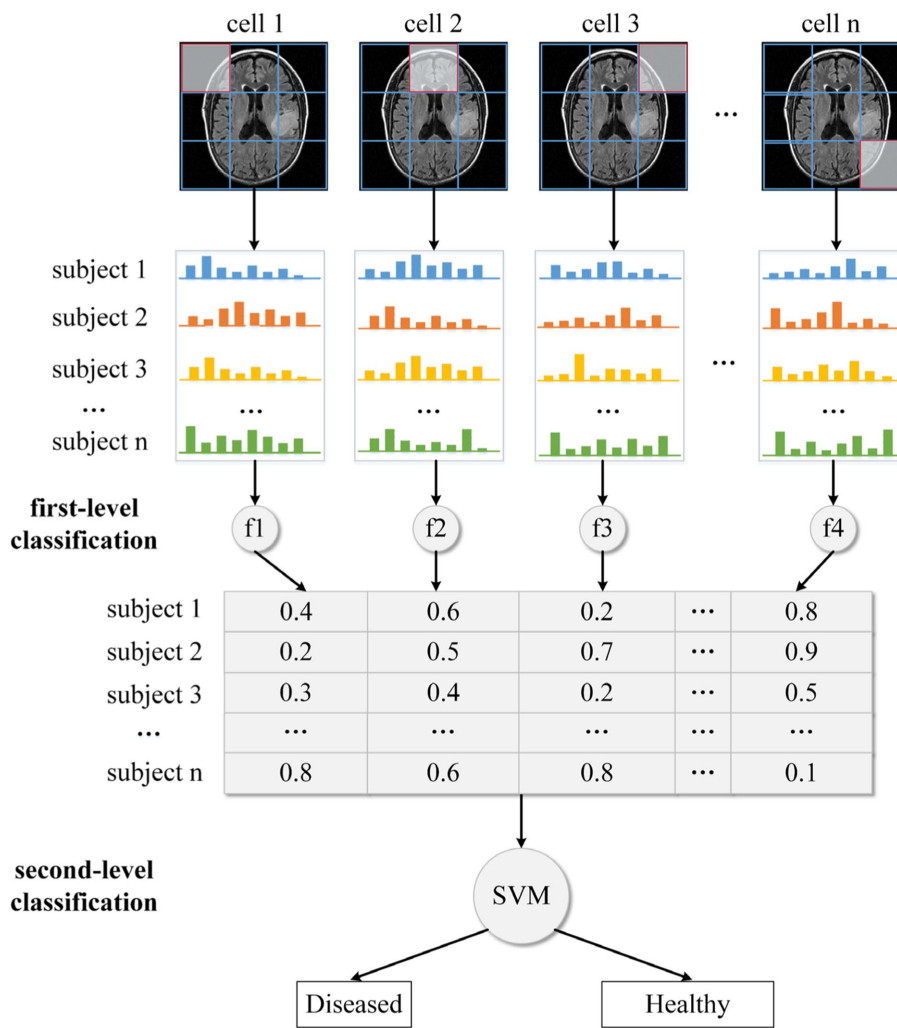 cell 1 cell 2 cell 3 cell n
...
subject 1
subject 2
subject 3 ...
... ... ... ... ...
subject n
first-level
classification
f1 f2 f3 f4
subject 1 0.4 0.6 0.2 ... 0.8
subject 2 0.2 0.5 0.7 ... 0.9
subject 3 0.3 0.4 0.2 ... 0.5
... ... ... ... ... ...
subject n 0.8 0.6 0.8 ... 0.1
second-level
classification
SVM
Diseased Healthy